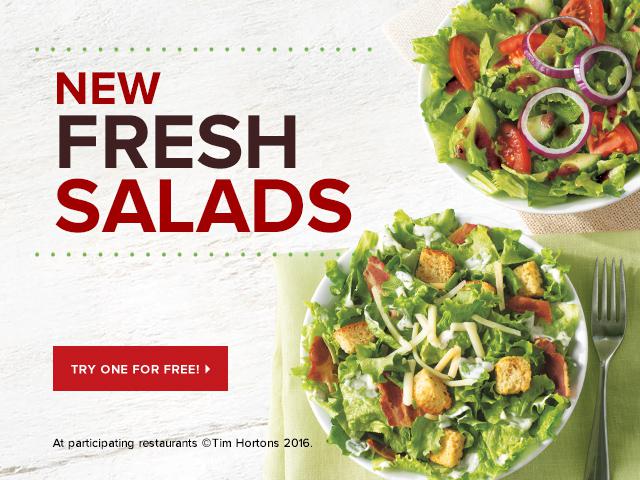 NEW
FRESH
SALADS
TRY ONE FOR FREE!
At participating restaurants ©Tim Hortons 2016.